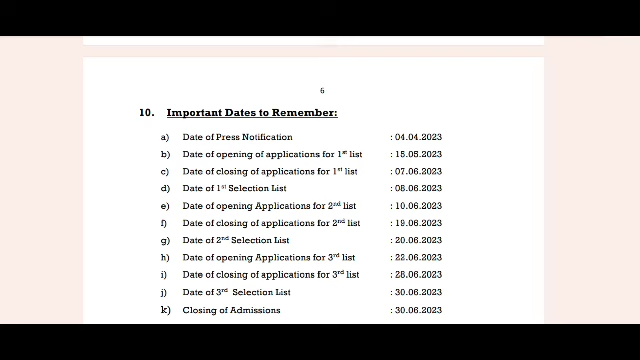 6
10. Important Dates to Remember:
a) Date of Press Notification : 04.04.2023
b) Date of opening of applications for 1st list : 15.05.2023
c) Date of closing of applications for 1st list : 07.06.2023
d) Date of 1st Selection List : 08.06.2023
e) Date of opening Applications for 2nd list : 10.06.2023
f) Date of closing of applications for 2nd list : 19.06.2023
g) Date of 2nd Selection List : 20.06.2023
h) Date of opening Applications for 3rd list : 22.06.2023
i) Date of closing of applications for 3rd list : 28.06.2023
j) Date of 3rd Selection List : 30.06.2023
k) Closing of Admissions : 30.06.2023